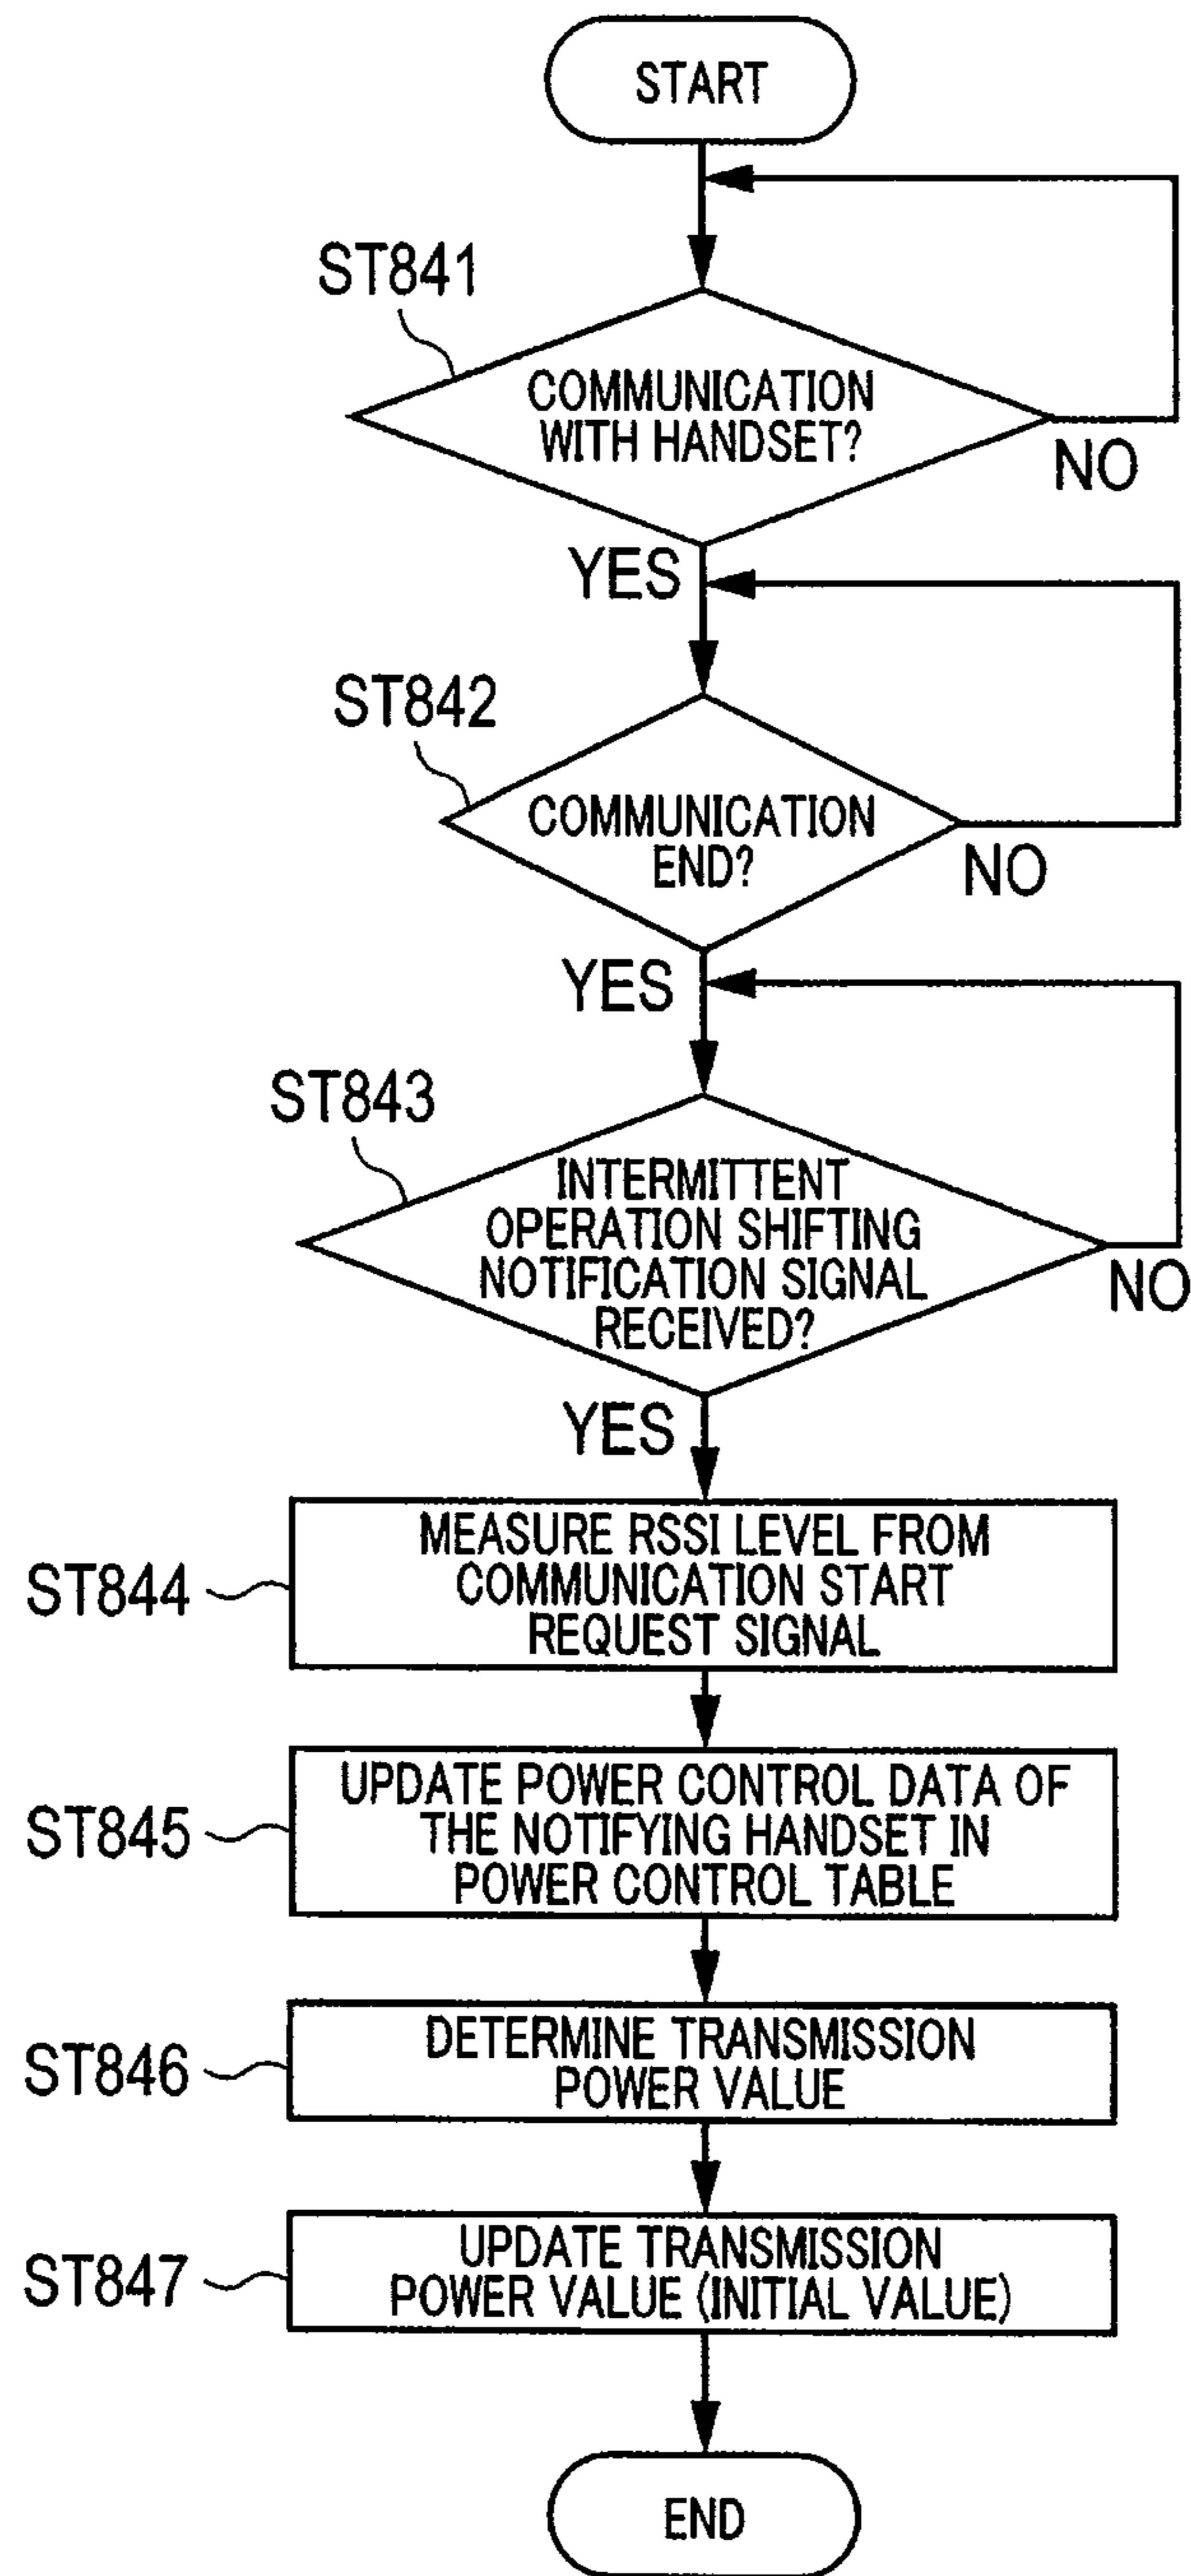 START
ST841
COMMUNICATION
WITH HANDSET?
NO
YES
ST842
COMMUNICATION
END?
NO
YES
ST843
INTERMITTENT
OPERATION SHIFTING
NOTIFICATION SIGNAL
RECEIVED?
NO
YES
ST844
MEASURE RSSI LEVEL FROM
COMMUNICATION START
REQUEST SIGNAL
ST845
UPDATE POWER CONTROL DATA OF
THE NOTIFYING HANDSET IN
POWER CONTROL TABLE
ST846
DETERMINE TRANSMISSION
POWER VALUE
ST847
UPDATE TRANSMISSION
POWER VALUE (INITIAL VALUE)
END